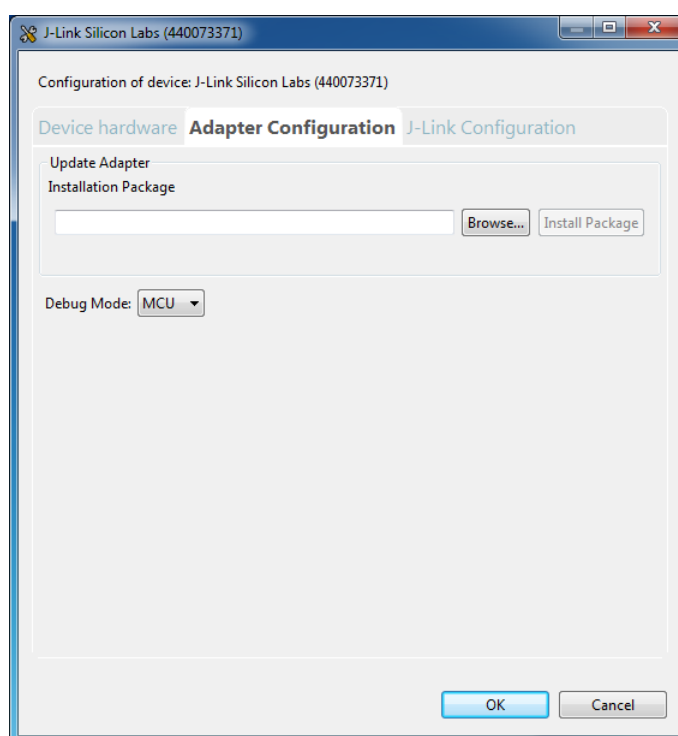 J-Link Silicon Labs (440073371)
Configuration of device: J-Link Silicon Labs (440073371)
Device hardware Adapter Configuration J-Link Configuration
Update Adapter
Installation Package
Browse... Install Package
Debug Mode: MCU
OK Cancel